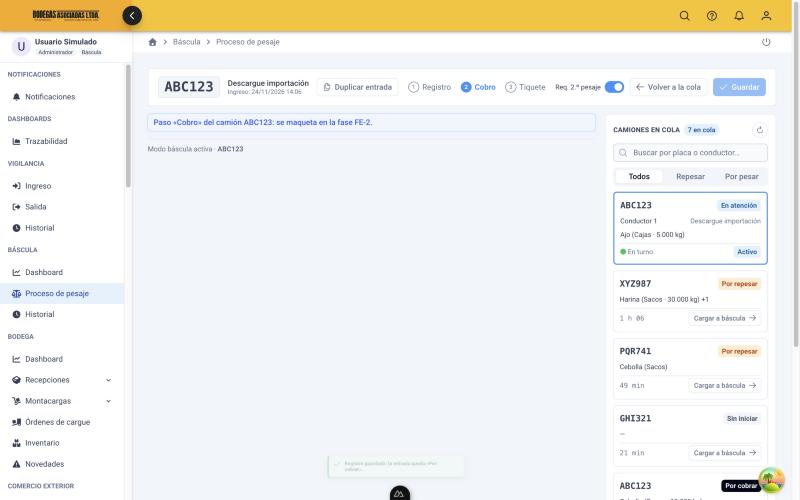 BODEGAS ASOCIADAS LTDA.
U
Usuario Simulado
Administrador Báscula
NOTIFICACIONES
Notificaciones
DASHBOARDS
Trazabilidad
VIGILANCIA
Ingreso
Salida
Historial
BÁSCULA
Dashboard
Proceso de pesaje
Historial
BODEGA
Dashboard
Recepciones
Montacargas
Órdenes de cargue
Inventario
Novedades
COMERCIO EXTERIOR
Báscula
Proceso de pesaje
ABC123
Descargue importación
Ingreso: 24/11/2026 14:06
Duplicar entrada
1 Registro
2 Cobro
3 Tiquete
Req. 2.º pesaje
Volver a la cola
Guardar
Paso «Cobro» del camión ABC123: se maqueta en la fase FE-2.
Modo báscula activa · ABC123
CAMIONES EN COLA 7 en cola
Buscar por placa o conductor...
Todos Repesar Por pesar
ABC123 En atención
Conductor 1 Descargue importación
Ajo (Cajas · 5.000 kg)
En turno Activo
XYZ987 Por repesar
Harina (Sacos · 30.000 kg) +1
1 h 06 Cargar a báscula
PQR741 Por repesar
Cebolla (Sacos)
49 min Cargar a báscula
GHI321 Sin iniciar
—
21 min Cargar a báscula
ABC123 Por cobrar
Registro guardado: la entrada quedó «Por
cobrar».